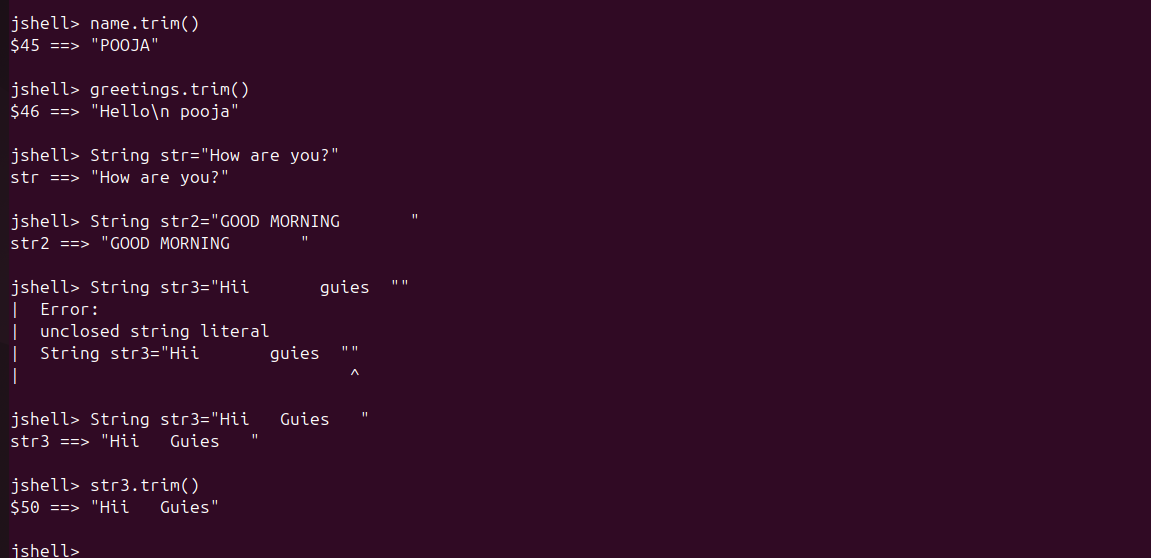 jshell> name.trim()
$45 ==> "POOJA"
jshell> greetings.trim()
$46 ==> "Hello\n pooja"
jshell> String str="How are you?"
str ==> "How are you?"
jshell> String str2="GOOD MORNING       "
str2 ==> "GOOD MORNING       "
jshell> String str3="Hii       guies  ""
|  Error:
|  unclosed string literal
|  String str3="Hii       guies  ""
|                                  ^
jshell> String str3="Hii   Guies   "
str3 ==> "Hii   Guies   "
jshell> str3.trim()
$50 ==> "Hii   Guies"
jshell>